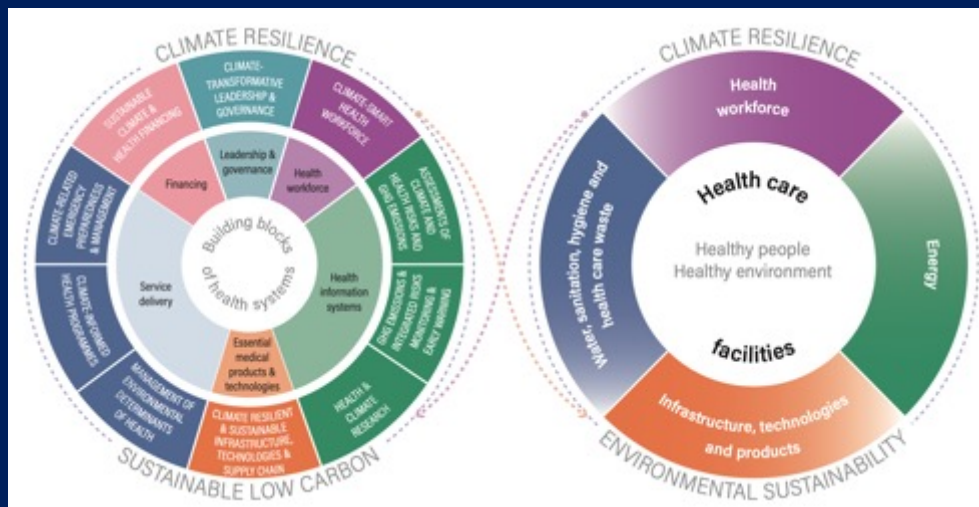 CLIMATE RESILIENCE
CLIMATE-
TRANSFORMATIVE
LEADERSHIP &
GOVERNANCE
CLIMATE-SMART
HEALTH
WORKFORCE
ASSESSMENTS OF
CLIMATE AND
HEALTH RISKS AND
GHG EMISSIONS
GHG EMISSIONS &
INTEGRATED RISKS
MONITORING &
EARLY WARNING
HEALTH &
CLIMATE
RESEARCH
CLIMATE RESILIENT
& SUSTAINABLE
INFRASTRUCTURE,
TECHNOLOGIES &
SUPPLY CHAIN
MANAGEMENT OF
ENVIRONMENTAL
DETERMINANTS
OF HEALTH
CLIMATE-INFORMED
HEALTH PROGRAMMES
CLIMATE-RELATED
EMERGENCY
PREPAREDNESS
& MANAGEMENT
SUSTAINABLE
CLIMATE &
HEALTH FINANCING
Leadership &
governance
Health
workforce
Health
information
systems
Essential
medical
products &
technologies
Service
delivery
Financing
Building blocks
of health systems
SUSTAINABLE LOW CARBON
CLIMATE RESILIENCE
Health
workforce
Energy
Infrastructure, technologies
and products
Water, sanitation, hygiene and
health care waste
Health care
Healthy people
Healthy environment
facilities
ENVIRONMENTAL SUSTAINABILITY